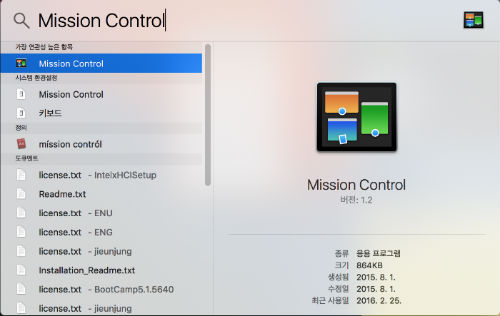 Mission Control
가장 연관성 높은 항목
Mission Control
시스템 환경설정
Mission Control
키보드
정의
mission contról
도큐멘트
license.txt - IntelxHCISetup
Readme.txt
license.txt - ENU
license.txt - ENG
license.txt - jieunjung
Installation_Readme.txt
license.txt - BootCamp5.1.5640
license.txt - jieunjung
Mission Control
버전: 1.2
종류 응용 프로그램
크기 864KB
생성됨 2015. 8. 1.
수정일 2015. 8. 1.
최근 사용일 2016. 2. 25.